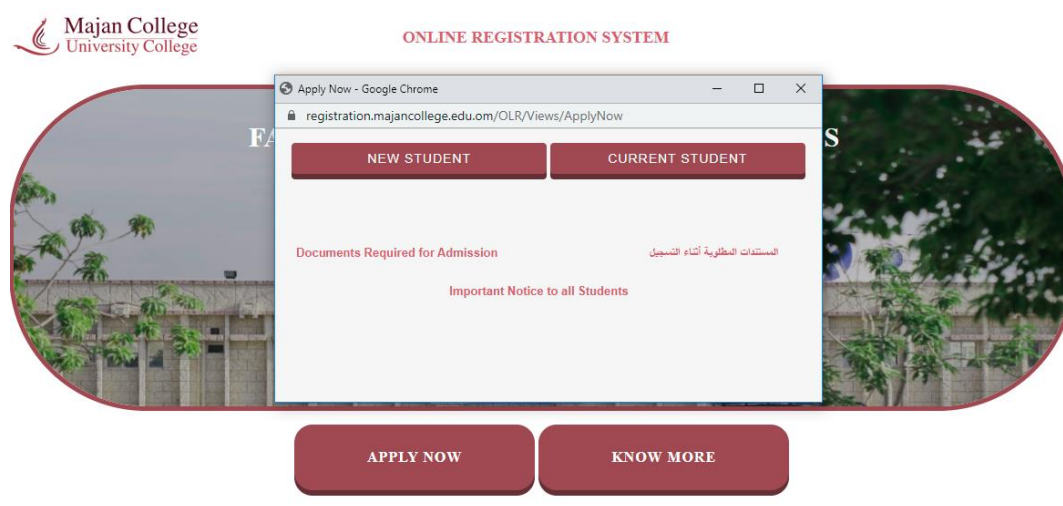 Majan College
University College
ONLINE REGISTRATION SYSTEM
Apply Now - Google Chrome
registration.majancollege.edu.om/OLR/Views/ApplyNow
FA
S
NEW STUDENT
CURRENT STUDENT
Documents Required for Admission
المستندات المطلوبة أثناء التسجيل
Important Notice to all Students
APPLY NOW
KNOW MORE